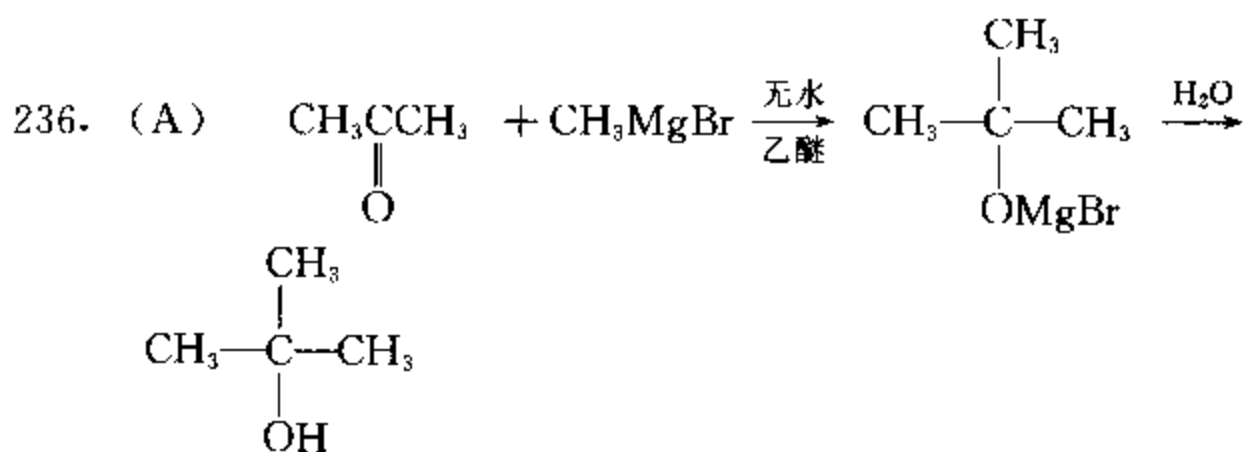 CH₃
236. (A) CH₃CCH₃ + CH₃MgBr 无水 乙醚 CH₃—C—CH₃ H₂O
O OMgBr
CH₃
CH₃—C—CH₃
OH